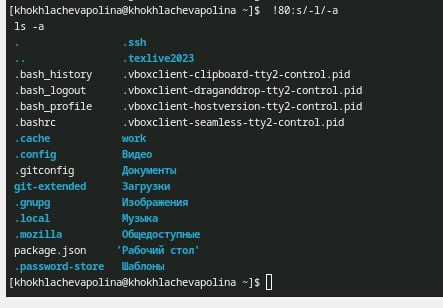 [khokhlachevapolina@khokhlachevapolina ~]$  !80:s/-l/-a
ls -a
.                 .ssh
..                .texlive2023
.bash_history     .vboxclient-clipboard-tty2-control.pid
.bash_logout      .vboxclient-draganddrop-tty2-control.pid
.bash_profile     .vboxclient-hostversion-tty2-control.pid
.bashrc           .vboxclient-seamless-tty2-control.pid
.cache            work
.config           Видео
.gitconfig        Документы
git-extended      Загрузки
.gnupg            Изображения
.local            Музыка
.mozilla          Общедоступные
package.json     'Рабочий стол'
.password-store   Шаблоны
[khokhlachevapolina@khokhlachevapolina ~]$